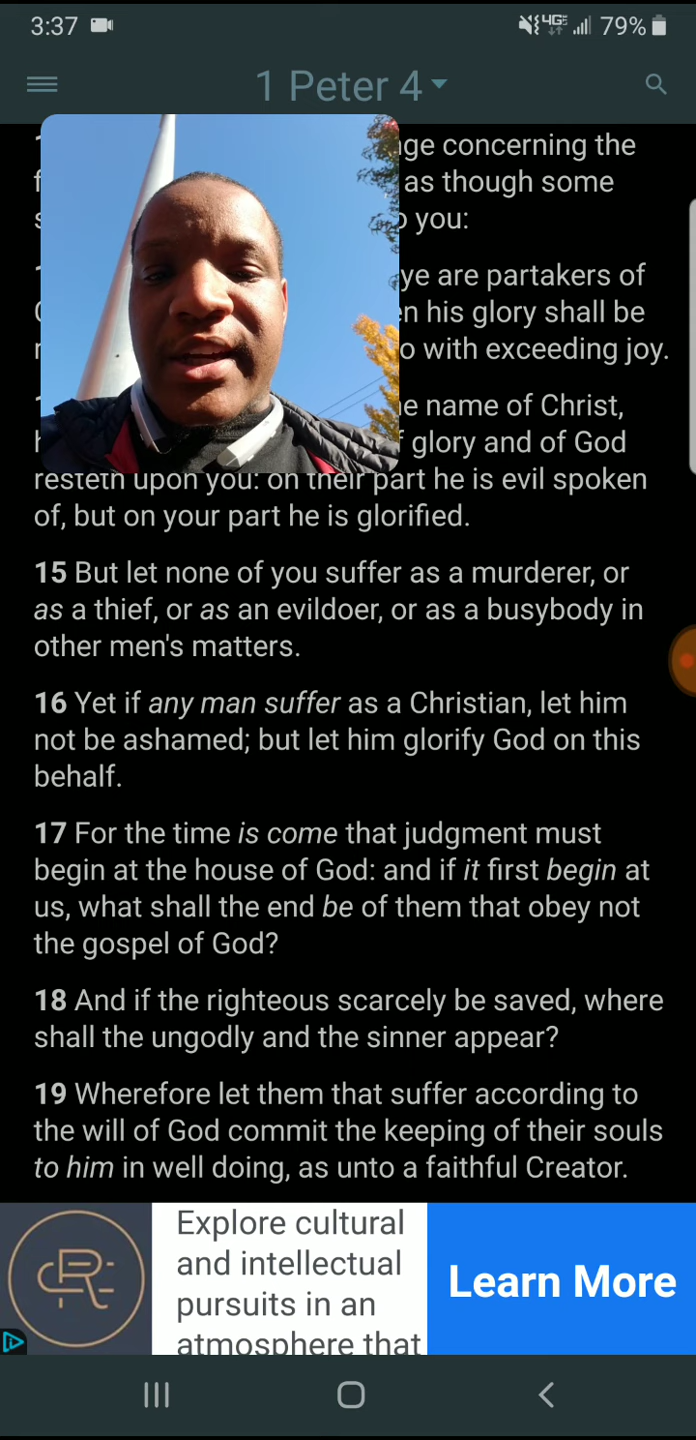 3:37 4GE 79%
1 Peter 4
concerning the
as though some
you:
ye are partakers of
his glory shall be
with exceeding joy.
name of Christ,
glory and of God
resteth upon you: on their part he is evil spoken
of, but on your part he is glorified.
15 But let none of you suffer as a murderer, or
as a thief, or as an evildoer, or as a busybody in
other men's matters.
16 Yet if any man suffer as a Christian, let him
not be ashamed; but let him glorify God on this
behalf.
17 For the time is come that judgment must
begin at the house of God: and if it first begin at
us, what shall the end be of them that obey not
the gospel of God?
18 And if the righteous scarcely be saved, where
shall the ungodly and the sinner appear?
19 Wherefore let them that suffer according to
the will of God commit the keeping of their souls
to him in well doing, as unto a faithful Creator.
Explore cultural
and intellectual
pursuits in an
atmosphere that
Learn More